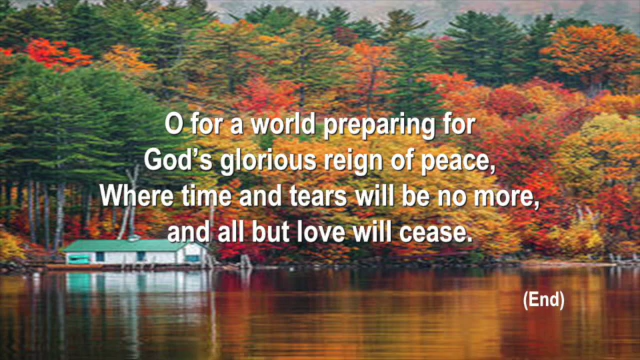 O for a world preparing for
God's glorious reign of peace,
Where time and tears will be no more,
and all but love will cease.
(End)